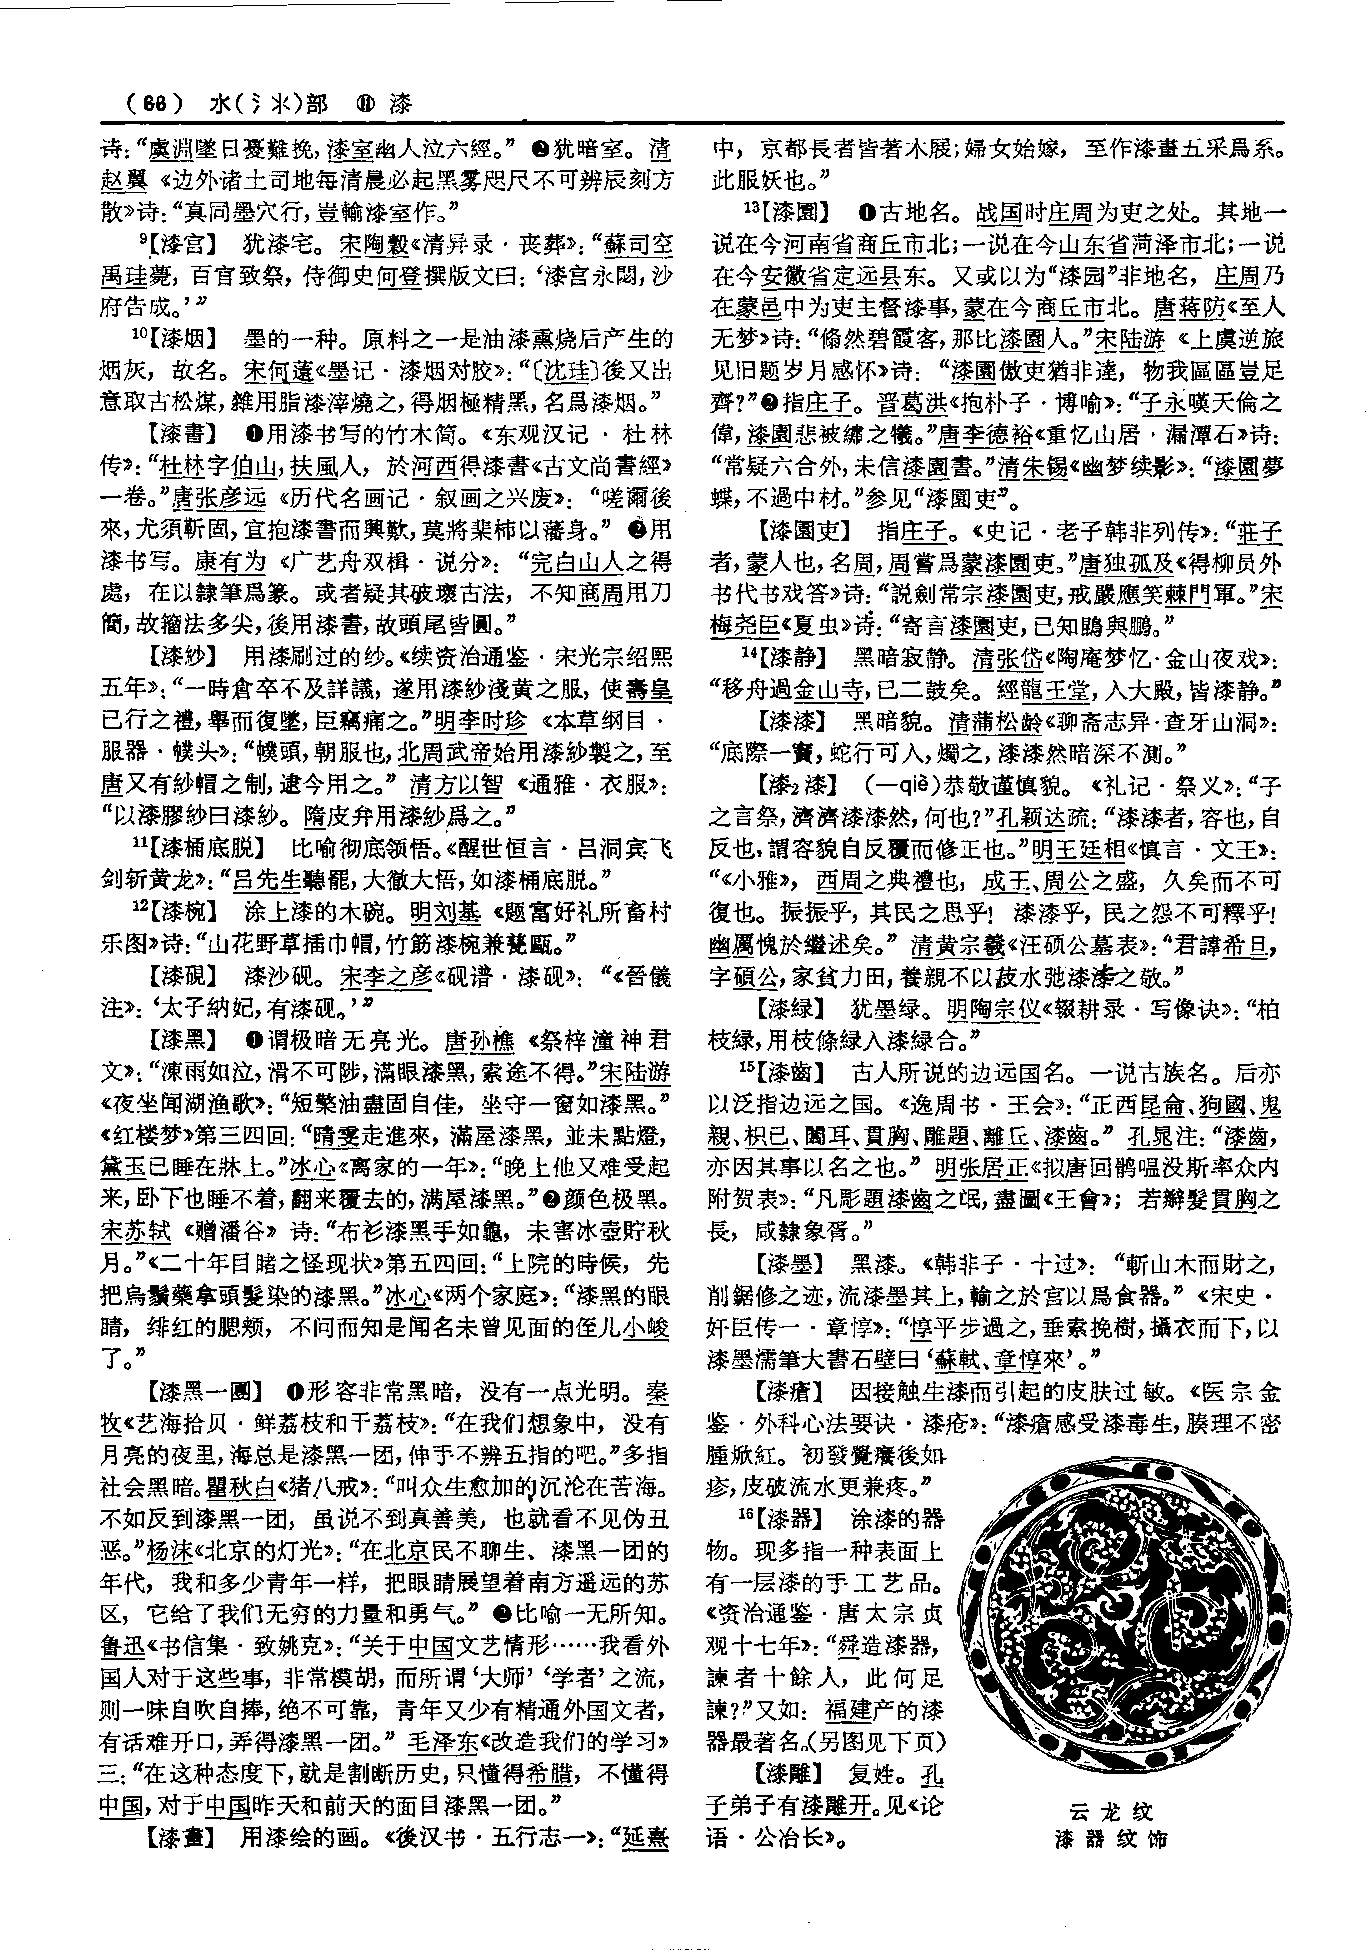 (66) 水(氵氺)部 ⑪ 漆
诗：“虞淵墜日憂難挽，漆室幽人泣六經。” ❷犹暗室。清
赵翼《边外诸土司地每清晨必起黑雾咫尺不可辨辰刻方
散》诗：“真同墨穴行，豈輸漆室作。”
9【漆宫】 犹漆宅。宋陶穀《清异录·丧葬》：“蘇司空
禹珪薨，百官致祭，侍御史何登撰版文曰：‘漆宫永閟，沙
府告成。’”
10【漆烟】 墨的一种。原料之一是油漆熏烧后产生的
烟灰，故名。宋何薳《墨记·漆烟对胶》：“〔沈珪〕後又出
意取古松煤，雜用脂漆滓燒之，得烟極精黑，名爲漆烟。”
【漆書】 ❶用漆书写的竹木简。《东观汉记·杜林
传》：“杜林字伯山，扶風人，於河西得漆書《古文尚書經》
一卷。”唐张彦远《历代名画记·叙画之兴废》：“嗟爾後
來，尤須靳固，宜抱漆書而興歎，莫將柴杮以藩身。” ❷用
漆书写。康有为《广艺舟双楫·说分》：“完白山人之得
處，在以隸筆爲篆。或者疑其破壞古法，不知商周用刀
簡，故籀法多尖，後用漆書，故頭尾皆圓。”
【漆紗】 用漆刷过的纱。《续资治通鉴·宋光宗绍熙
五年》：“一時倉卒不及詳議，遂用漆紗淺黄之服，使壽皇
已行之禮，舉而復墜，臣竊痛之。”明李时珍《本草纲目·
服器·幞头》：“幞頭，朝服也，北周武帝始用漆紗製之，至
唐又有紗帽之制，逮今用之。” 清方以智《通雅·衣服》：
“以漆膠紗曰漆紗。隋皮弁用漆紗爲之。”
11【漆桶底脱】 比喻彻底领悟。《醒世恒言·吕洞宾飞
剑斩黄龙》：“吕先生聽罷，大徹大悟，如漆桶底脱。”
12【漆椀】 涂上漆的木碗。明刘基《题富好礼所畜村
乐图》诗：“山花野草插巾帽，竹筯漆椀兼甆甌。”
【漆硯】 漆沙砚。宋李之彦《砚谱·漆砚》：“《晉儀
注》：‘太子納妃，有漆硯。’”
【漆黑】 ❶谓极暗无亮光。唐孙樵《祭梓潼神君
文》：“凍雨如泣，滑不可陟，滿眼漆黑，索途不得。”宋陆游
《夜坐闻湖渔歌》：“短檠油盡固自佳，坐守一窗如漆黑。”
《红楼梦》第三四回：“晴雯走進來，滿屋漆黑，並未點燈，
黛玉已睡在牀上。”冰心《离家的一年》：“晚上他又难受起
来，卧下也睡不着，翻来覆去的，满屋漆黑。”❷颜色极黑。
宋苏轼《赠潘谷》诗：“布衫漆黑手如龜，未害冰壺貯秋
月。”《二十年目睹之怪现状》第五四回：“上院的時候，先
把烏鬚藥拿頭髮染的漆黑。”冰心《两个家庭》：“漆黑的眼
睛，绯红的腮颊，不问而知是闻名未曾见面的侄儿小峻
了。”
【漆黑一團】 ❶形容非常黑暗，没有一点光明。秦
牧《艺海拾贝·鲜荔枝和干荔枝》：“在我们想象中，没有
月亮的夜里，海总是漆黑一团，伸手不辨五指的吧。”多指
社会黑暗。瞿秋白《猪八戒》：“叫众生愈加的沉沦在苦海。
不如反到漆黑一团，虽说不到真善美，也就看不见伪丑
恶。”杨沫《北京的灯光》：“在北京民不聊生、漆黑一团的
年代，我和多少青年一样，把眼睛展望着南方遥远的苏
区，它给了我们无穷的力量和勇气。” ❷比喻一无所知。
鲁迅《书信集·致姚克》：“关于中国文艺情形……我看外
国人对于这些事，非常模胡，而所谓‘大师’‘学者’之流，
则一味自吹自捧，绝不可靠，青年又少有精通外国文者，
有话难开口，弄得漆黑一团。” 毛泽东《改造我们的学习》
三：“在这种态度下，就是割断历史，只懂得希腊，不懂得
中国，对于中国昨天和前天的面目漆黑一团。”
【漆畫】 用漆绘的画。《後汉书·五行志一》：“延熹
中，京都長者皆著木屐；婦女始嫁，至作漆畫五采爲系。
此服妖也。”
13【漆園】 ❶古地名。战国时庄周为吏之处。其地一
说在今河南省商丘市北；一说在今山东省菏泽市北；一说
在今安徽省定远县东。又或以为“漆园”非地名，庄周乃
在蒙邑中为吏主督漆事，蒙在今商丘市北。唐蒋防《至人
无梦》诗：“翛然碧霞客，那比漆園人。”宋陆游《上虞逆旅
见旧题岁月感怀》诗：“漆園傲吏猶非達，物我區區豈足
齊？”❷指庄子。晋葛洪《抱朴子·博喻》：“子永嘆天倫之
偉，漆園悲被繡之犧。”唐李德裕《重忆山居·漏潭石》诗：
“常疑六合外，未信漆園書。”清朱锡《幽梦续影》：“漆園夢
蝶，不過中材。”参见“漆園吏”。
【漆園吏】 指庄子。《史记·老子韩非列传》：“莊子
者，蒙人也，名周，周嘗爲蒙漆園吏。”唐独孤及《得柳员外
书代书戏答》诗：“説劍常宗漆園吏，戒嚴應笑棘門軍。”宋
梅尧臣《夏虫》诗：“寄言漆園吏，已知鵾與鵬。”
14【漆静】 黑暗寂静。清张岱《陶庵梦忆·金山夜戏》：
“移舟過金山寺，已二鼓矣。經龍王堂，入大殿，皆漆静。”
【漆漆】 黑暗貌。清蒲松龄《聊斋志异·查牙山洞》：
“底際一竇，蛇行可入，燭之，漆漆然暗深不測。”
【漆2漆】 (—qiè)恭敬谨慎貌。《礼记·祭义》：“子
之言祭，濟濟漆漆然，何也？”孔颖达疏：“漆漆者，容也，自
反也，謂容貌自反覆而修正也。”明王廷相《慎言·文王》：
“《小雅》，西周之典禮也，成王、周公之盛，久矣而不可
復也。振振乎，其民之思乎！漆漆乎，民之怨不可釋乎！
幽厲愧於繼述矣。” 清黄宗羲《汪硕公墓表》：“君諱希旦，
字碩公，家貧力田，養親不以菽水弛漆漆之敬。”
【漆緑】 犹墨绿。明陶宗仪《辍耕录·写像诀》：“柏
枝緑，用枝條緑入漆緑合。”
15【漆齒】 古人所说的边远国名。一说古族名。后亦
以泛指边远之国。《逸周书·王会》：“正西昆侖、狗國、鬼
親、枳已、闟耳、貫胸、雕題、離丘、漆齒。” 孔晁注：“漆齒，
亦因其事以名之也。” 明张居正《拟唐回鹘嗢没斯率众内
附贺表》：“凡彫題漆齒之氓，盡圖《王會》；若辮髮貫胸之
長，咸隸象胥。”
【漆墨】 黑漆。《韩非子·十过》：“斬山木而財之，
削鋸修之迹，流漆墨其上，輸之於宫以爲食器。”《宋史·
奸臣传一·章惇》：“惇平步過之，垂索挽樹，攝衣而下，以
漆墨濡筆大書石壁曰‘蘇軾、章惇來’。”
【漆瘡】 因接触生漆而引起的皮肤过敏。《医宗金
鉴·外科心法要诀·漆疮》：“漆瘡感受漆毒生，腠理不密
腫焮紅。初發覺癢後如
疹，皮破流水更兼疼。”
16【漆器】 涂漆的器
物。现多指一种表面上
有一层漆的手工艺品。
《资治通鉴·唐太宗贞
观十七年》：“舜造漆器，
諫者十餘人，此何足
諫？”又如：福建产的漆
器最著名。（另图见下页）
【漆雕】 复姓。孔
子弟子有漆雕开。见《论
语·公冶长》。
云龙纹
漆器纹饰